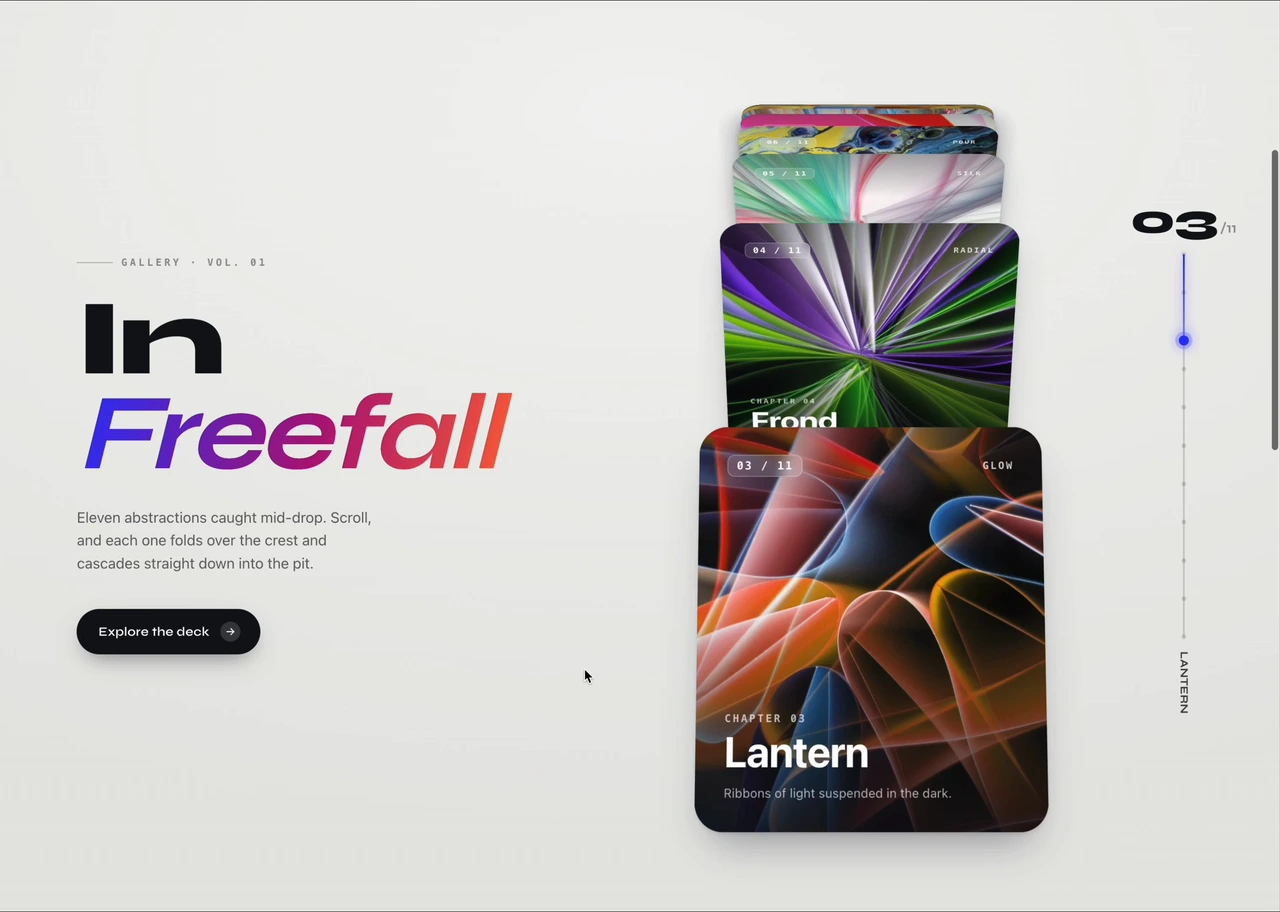 GALLERY · VOL. 01
In
Freefall
Eleven abstractions caught mid-drop. Scroll,
and each one folds over the crest and
cascades straight down into the pit.
Explore the deck
06 / 11
POUR
05 / 11
SILK
04 / 11
RADIAL
CHAPTER 04
Frond
03 / 11
GLOW
CHAPTER 03
Lantern
Ribbons of light suspended in the dark.
03/11
LANTERN